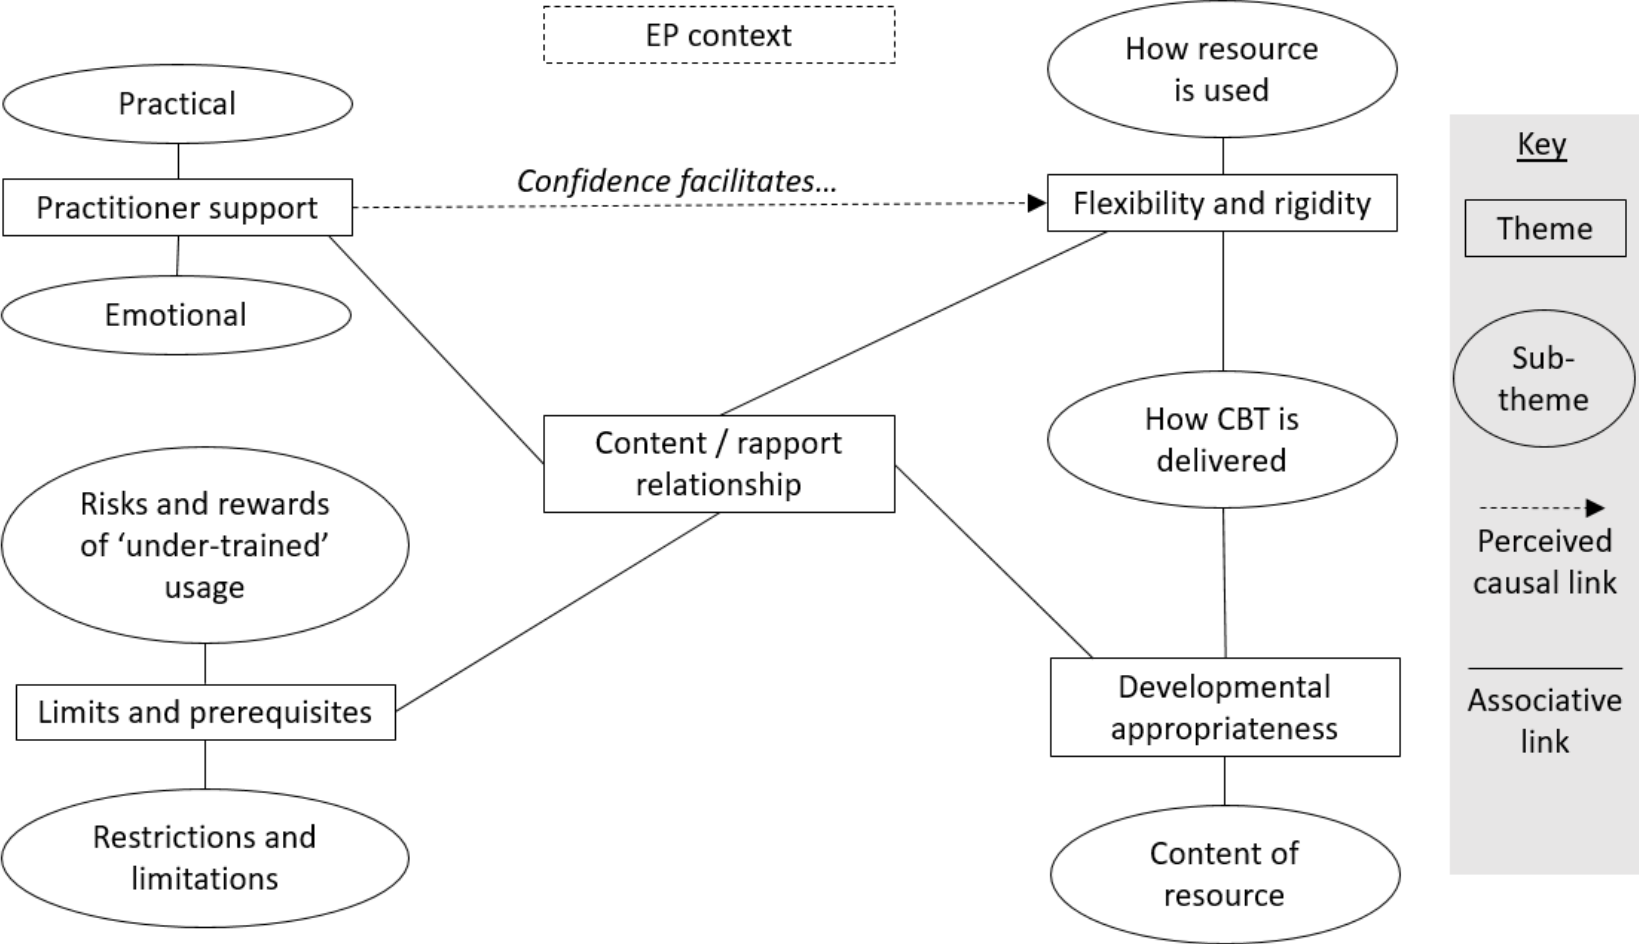 EP context
How resource
is used
Practical
Confidence facilitates...
Practitioner support
Flexibility and rigidity
Emotional
Content / rapport
relationship
How CBT is
delivered
Risks and rewards
of ‘under-trained’
usage
Limits and prerequisites
Developmental
appropriateness
Restrictions and
limitations
Content of
resource
Key
Theme
Sub-
theme
Perceived
causal link
Associative
link